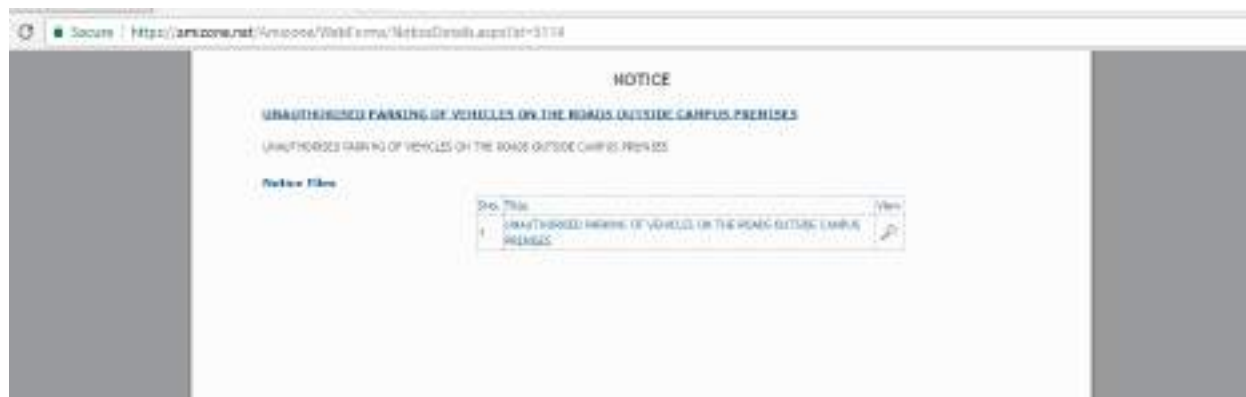 Secure https://amizone.net/Amizone/WebForms/NoticeDetails.aspx?id=5114
NOTICE
UNAUTHORISED PARKING OF VEHICLES ON THE ROADS OUTSIDE CAMPUS PREMISES
UNAUTHORISED PARKING OF VEHICLES ON THE ROADS OUTSIDE CAMPUS PREMISES
Notice Files
Sno. Title View
1 UNAUTHORISED PARKING OF VEHICLES ON THE ROADS OUTSIDE CAMPUS
PREMISES